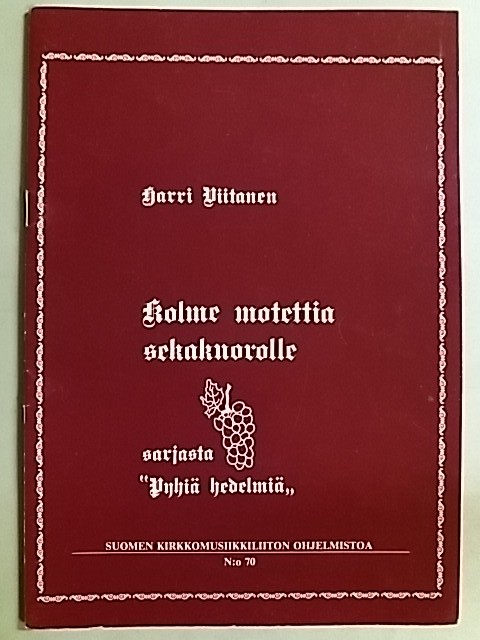 Harri Viitanen
Kolme motettia
sekakuorolle
sarjasta
"Pyhiä hedelmiä„
SUOMEN KIRKKOMUSIIKKILIITON OHJELMISTOA
N:o 70